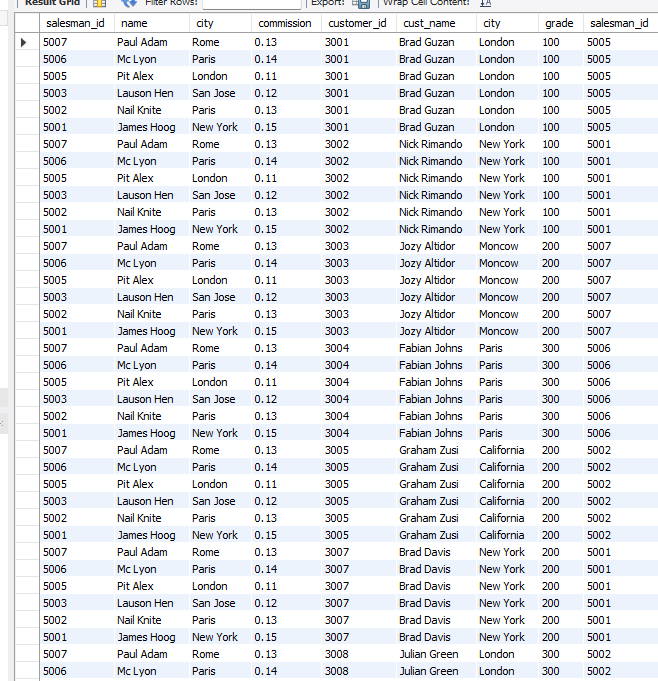 Result Grid Filter Rows: Export: Wrap Cell Content:
salesman_id name city commission customer_id cust_name city grade salesman_id
5007 Paul Adam Rome 0.13 3001 Brad Guzan London 100 5005
5006 Mc Lyon Paris 0.14 3001 Brad Guzan London 100 5005
5005 Pit Alex London 0.11 3001 Brad Guzan London 100 5005
5003 Lauson Hen San Jose 0.12 3001 Brad Guzan London 100 5005
5002 Nail Knite Paris 0.13 3001 Brad Guzan London 100 5005
5001 James Hoog New York 0.15 3001 Brad Guzan London 100 5005
5007 Paul Adam Rome 0.13 3002 Nick Rimando New York 100 5001
5006 Mc Lyon Paris 0.14 3002 Nick Rimando New York 100 5001
5005 Pit Alex London 0.11 3002 Nick Rimando New York 100 5001
5003 Lauson Hen San Jose 0.12 3002 Nick Rimando New York 100 5001
5002 Nail Knite Paris 0.13 3002 Nick Rimando New York 100 5001
5001 James Hoog New York 0.15 3002 Nick Rimando New York 100 5001
5007 Paul Adam Rome 0.13 3003 Jozy Altidor Moncow 200 5007
5006 Mc Lyon Paris 0.14 3003 Jozy Altidor Moncow 200 5007
5005 Pit Alex London 0.11 3003 Jozy Altidor Moncow 200 5007
5003 Lauson Hen San Jose 0.12 3003 Jozy Altidor Moncow 200 5007
5002 Nail Knite Paris 0.13 3003 Jozy Altidor Moncow 200 5007
5001 James Hoog New York 0.15 3003 Jozy Altidor Moncow 200 5007
5007 Paul Adam Rome 0.13 3004 Fabian Johns Paris 300 5006
5006 Mc Lyon Paris 0.14 3004 Fabian Johns Paris 300 5006
5005 Pit Alex London 0.11 3004 Fabian Johns Paris 300 5006
5003 Lauson Hen San Jose 0.12 3004 Fabian Johns Paris 300 5006
5002 Nail Knite Paris 0.13 3004 Fabian Johns Paris 300 5006
5001 James Hoog New York 0.15 3004 Fabian Johns Paris 300 5006
5007 Paul Adam Rome 0.13 3005 Graham Zusi California 200 5002
5006 Mc Lyon Paris 0.14 3005 Graham Zusi California 200 5002
5005 Pit Alex London 0.11 3005 Graham Zusi California 200 5002
5003 Lauson Hen San Jose 0.12 3005 Graham Zusi California 200 5002
5002 Nail Knite Paris 0.13 3005 Graham Zusi California 200 5002
5001 James Hoog New York 0.15 3005 Graham Zusi California 200 5002
5007 Paul Adam Rome 0.13 3007 Brad Davis New York 200 5001
5006 Mc Lyon Paris 0.14 3007 Brad Davis New York 200 5001
5005 Pit Alex London 0.11 3007 Brad Davis New York 200 5001
5003 Lauson Hen San Jose 0.12 3007 Brad Davis New York 200 5001
5002 Nail Knite Paris 0.13 3007 Brad Davis New York 200 5001
5001 James Hoog New York 0.15 3007 Brad Davis New York 200 5001
5007 Paul Adam Rome 0.13 3008 Julian Green London 300 5002
5006 Mc Lyon Paris 0.14 3008 Julian Green London 300 5002